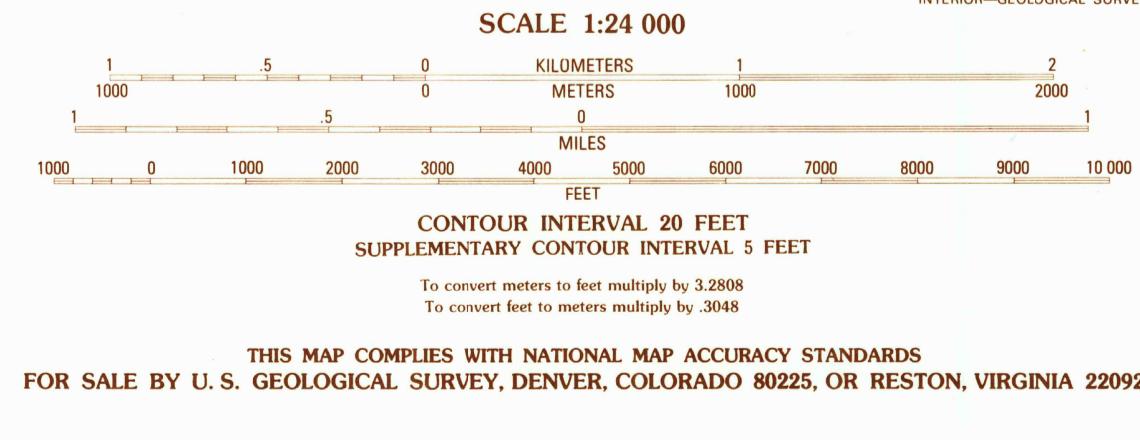 INTERIOR—GEOLOGICAL SURVE
SCALE 1:24 000
1 .5 0 KILOMETERS 1 2
1000 0 METERS 1000 2000
1 .5 0 1
MILES
1000 0 1000 2000 3000 4000 5000 6000 7000 8000 9000 10 000
FEET
CONTOUR INTERVAL 20 FEET
SUPPLEMENTARY CONTOUR INTERVAL 5 FEET
To convert meters to feet multiply by 3.2808
To convert feet to meters multiply by .3048
THIS MAP COMPLIES WITH NATIONAL MAP ACCURACY STANDARDS
FOR SALE BY U. S. GEOLOGICAL SURVEY, DENVER, COLORADO 80225, OR RESTON, VIRGINIA 22092